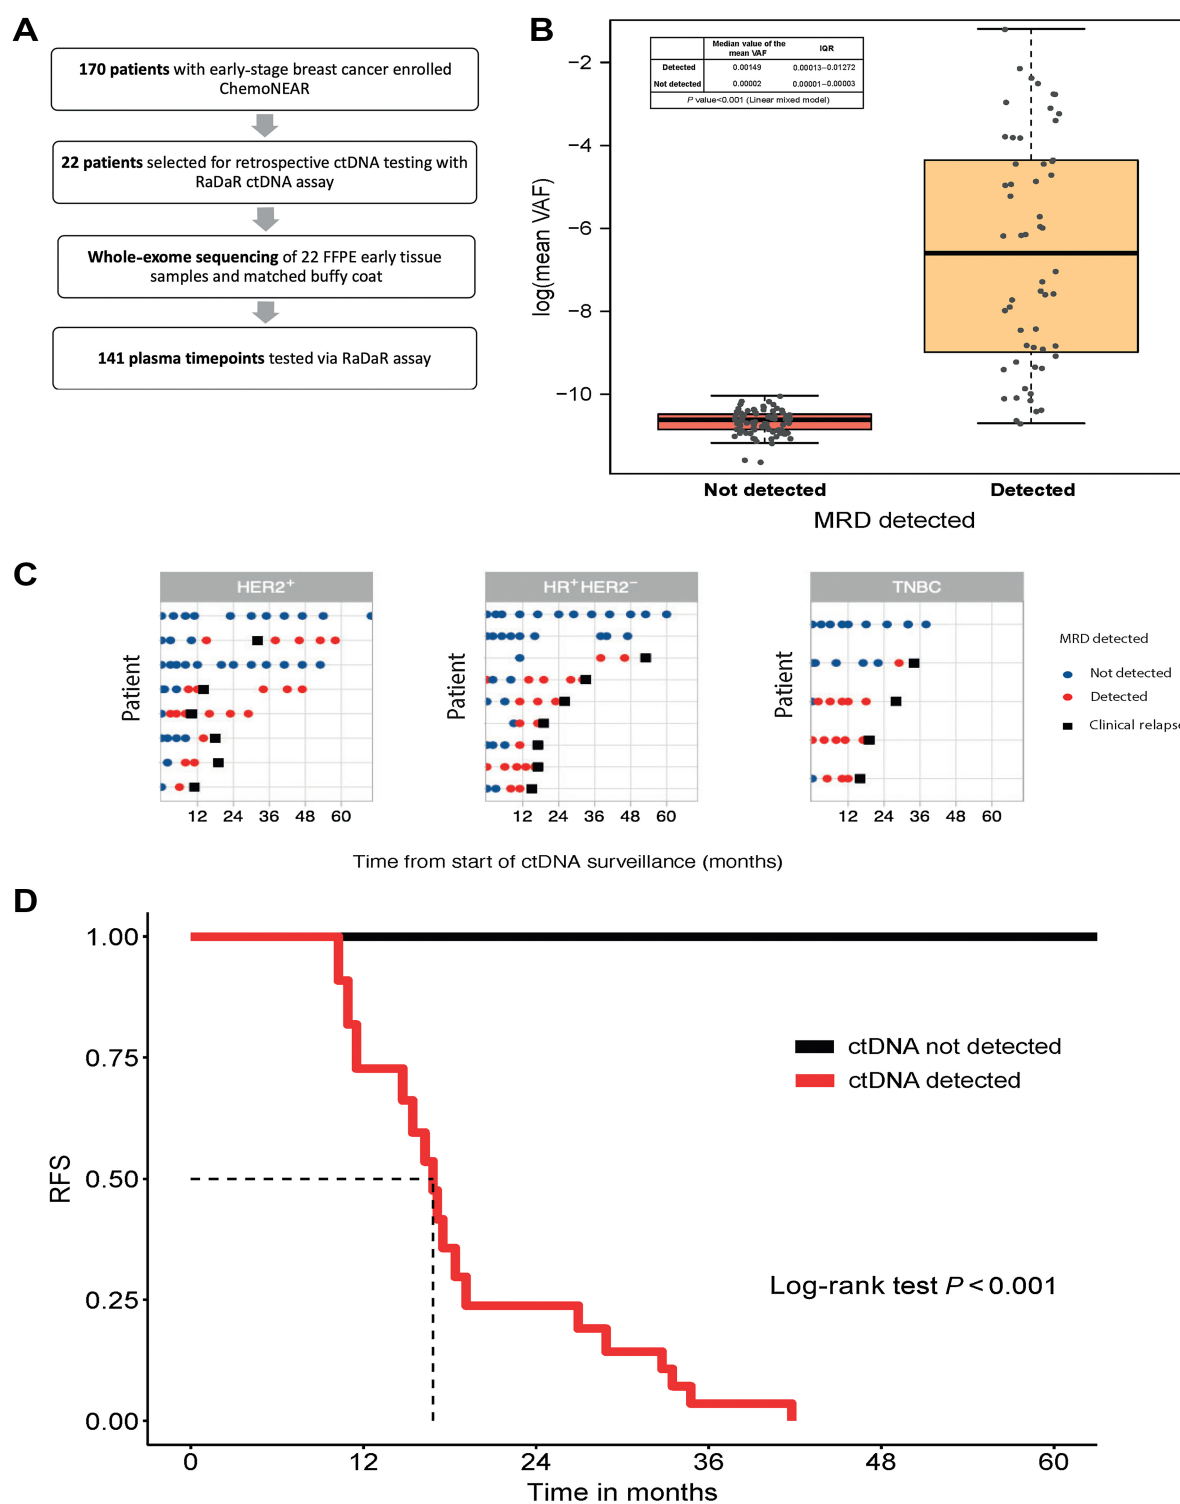 A
170 patients with early-stage breast cancer enrolled
ChemoNEAR
22 patients selected for retrospective ctDNA testing with
RaDaR ctDNA assay
Whole-exome sequencing of 22 FFPE early tissue
samples and matched buffy coat
141 plasma timepoints tested via RaDaR assay
B
Median value of the
mean VAF
IQR
Detected 0.00149 0.00013–0.01272
Not detected 0.00002 0.00001–0.00003
P value<0.001 (Linear mixed model)
log(mean VAF)
−2
−4
−6
−8
−10
Not detected Detected
MRD detected
C
HER2+
HR+HER2−
TNBC
Patient
Patient
Patient
12 24 36 48 60
12 24 36 48 60
12 24 36 48 60
MRD detected
Not detected
Detected
Clinical relapse
Time from start of ctDNA surveillance (months)
D
RFS
1.00
0.75
0.50
0.25
0.00
ctDNA not detected
ctDNA detected
Log-rank test P < 0.001
0 12 24 36 48 60
Time in months